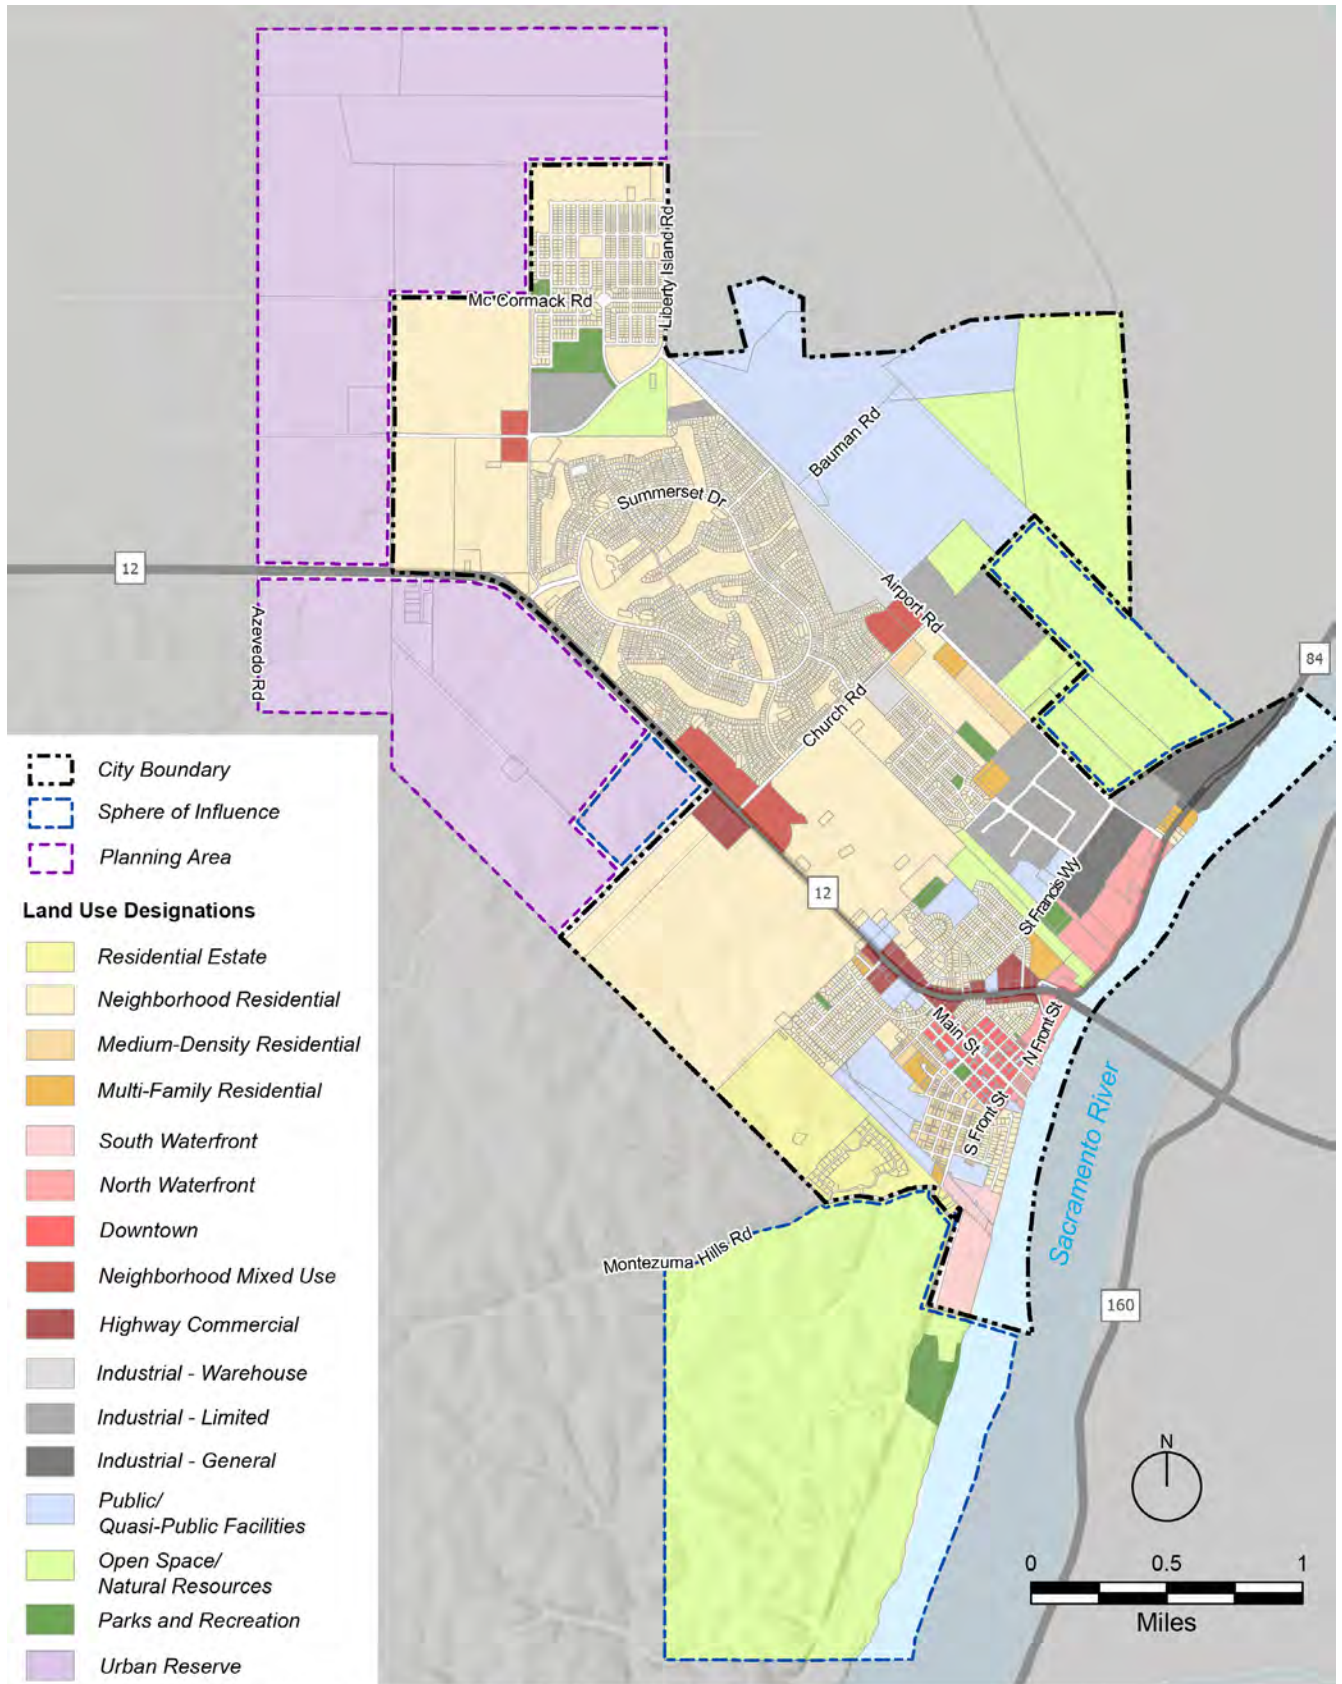 Mc Cormack Rd
Liberty Island Rd
Bauman Rd
Summerset Dr
12
Airport Rd
Azevedo Rd
84
Church Rd
City Boundary
Sphere of Influence
Planning Area
Land Use Designations
Residential Estate
Neighborhood Residential
Medium-Density Residential
Multi-Family Residential
South Waterfront
North Waterfront
Downtown
Neighborhood Mixed Use
Highway Commercial
Industrial - Warehouse
Industrial - Limited
Industrial - General
Public/
Quasi-Public Facilities
Open Space/
Natural Resources
Parks and Recreation
Urban Reserve
12
St Francis Wy
Main St
N Front St
S Front St
Sacramento River
Montezuma Hills Rd
160
N
0 0.5 1
Miles